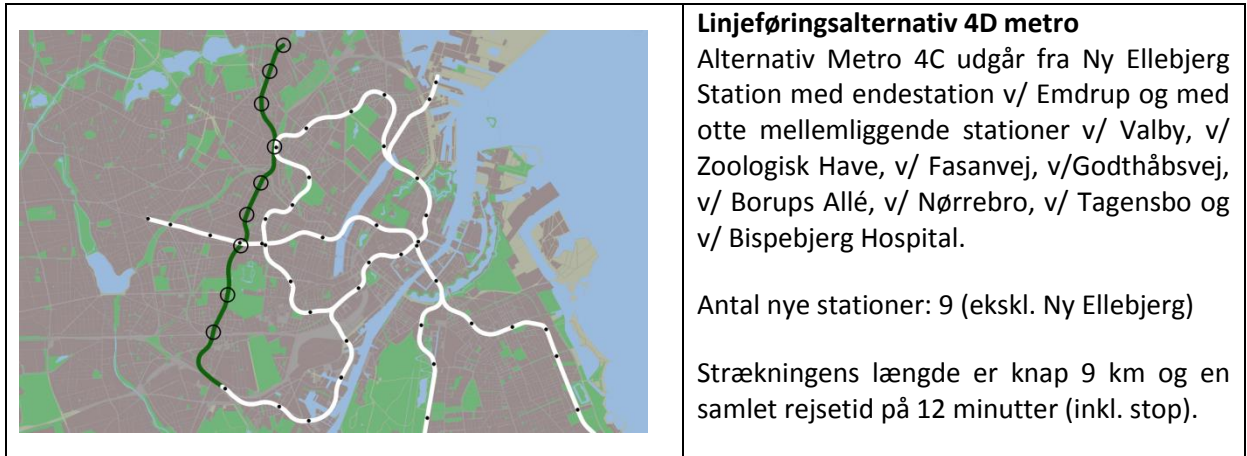 Linjeføringsalternativ 4D metro
Alternativ Metro 4C udgår fra Ny Ellebjerg
Station med endestation v/ Emdrup og med
otte mellemliggende stationer v/ Valby, v/
Zoologisk Have, v/ Fasanvej, v/Godthåbsvej,
v/ Borups Allé, v/ Nørrebro, v/ Tagensbo og
v/ Bispebjerg Hospital.
Antal nye stationer: 9 (ekskl. Ny Ellebjerg)
Strækningens længde er knap 9 km og en
samlet rejsetid på 12 minutter (inkl. stop).